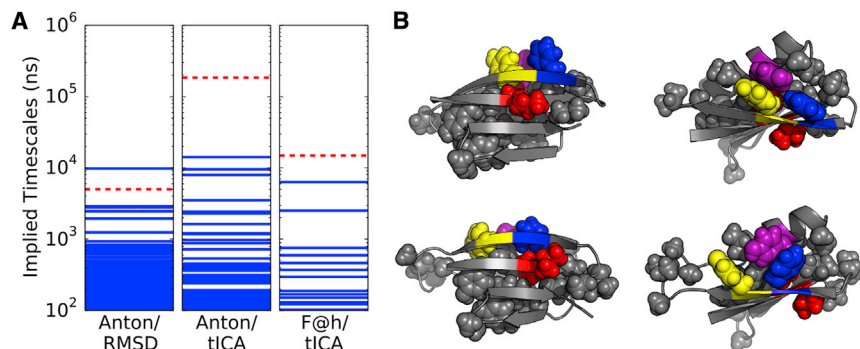 A
B
Implied Timescales (ns)
10^6
10^5
10^4
10^3
10^2
Anton/
RMSD
Anton/
tICA
F@h/
tICA